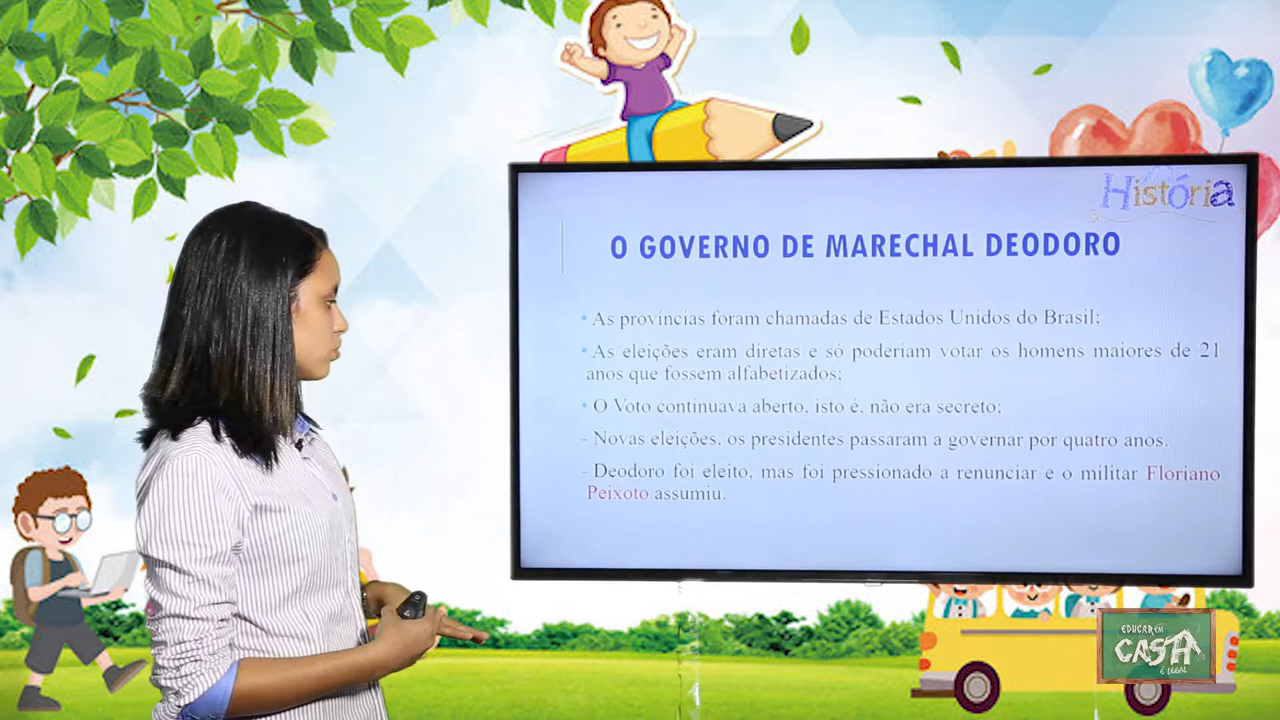 História
O GOVERNO DE MARECHAL DEODORO
• As províncias foram chamadas de Estados Unidos do Brasil;
• As eleições eram diretas e só poderiam votar os homens maiores de 21
anos que fossem alfabetizados;
• O Voto continuava aberto, isto é, não era secreto;
- Novas eleições, os presidentes passaram a governar por quatro anos.
- Deodoro foi eleito, mas foi pressionado a renunciar e o militar Floriano
Peixoto assumiu.
EDUCAR EM
CASA
É LEGAL